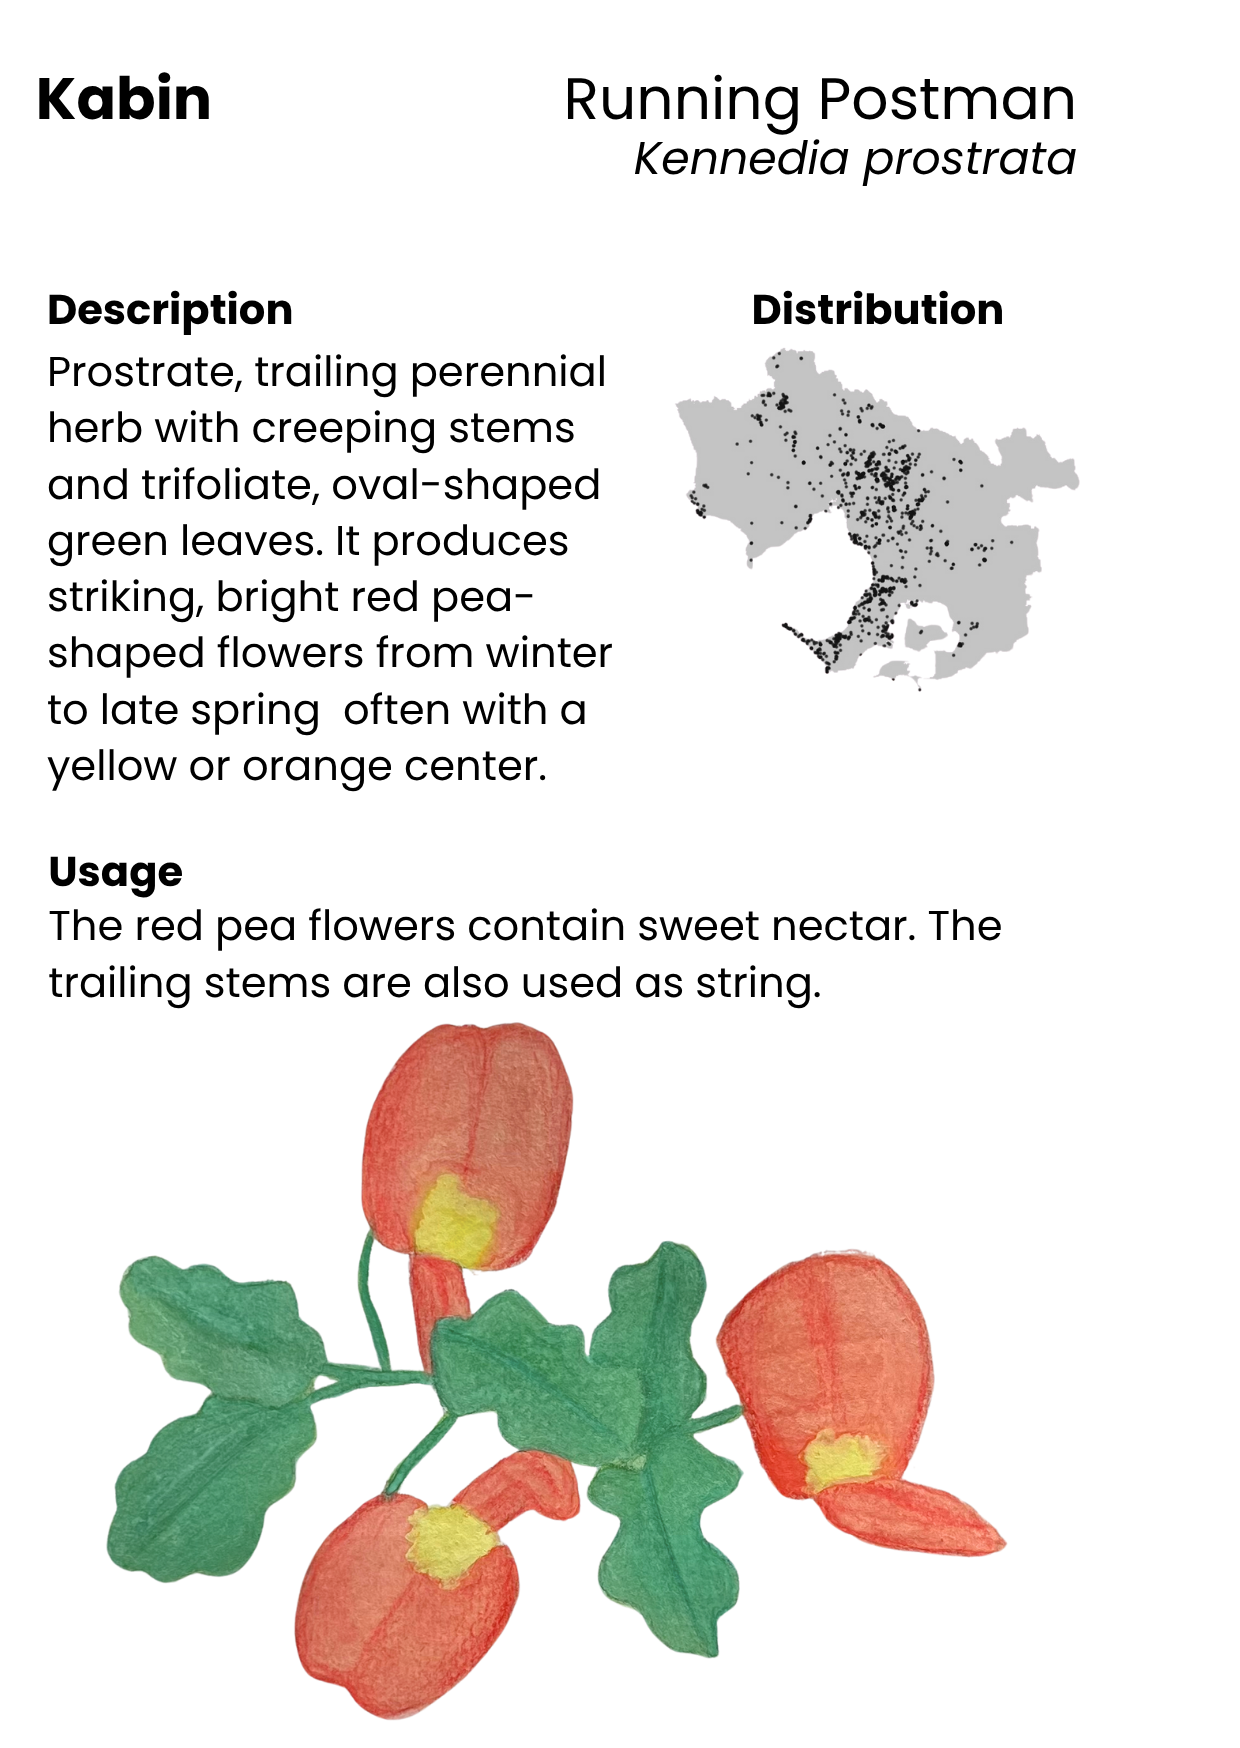 Kabin
Running Postman
Kennedia prostrata
Description
Prostrate, trailing perennial
herb with creeping stems
and trifoliate, oval-shaped
green leaves. It produces
striking, bright red pea-
shaped flowers from winter
to late spring  often with a
yellow or orange center.
Distribution
Usage
The red pea flowers contain sweet nectar. The
trailing stems are also used as string.